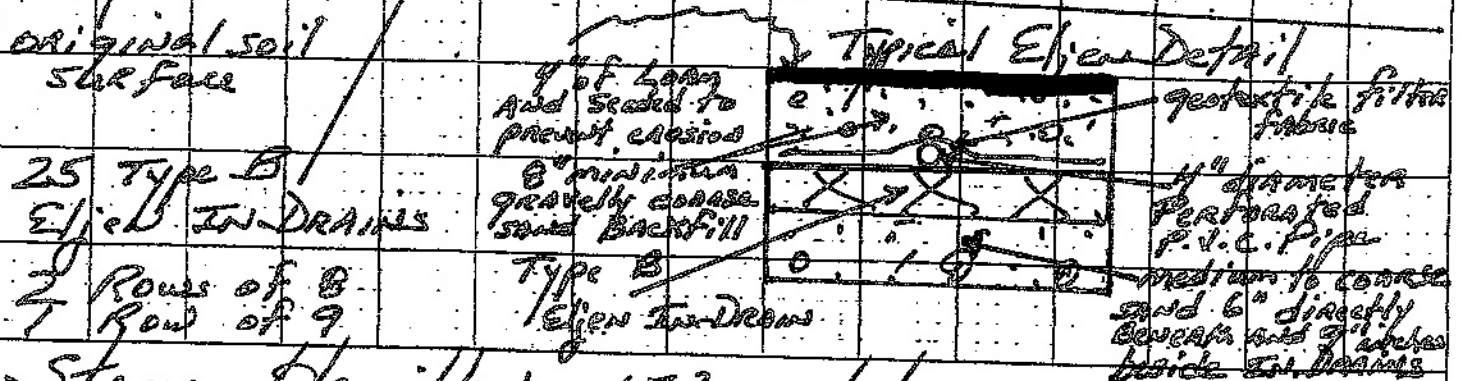 original soil
surface
25 Type B
Eljen IN-DRAINS
2 Rows of 8
1 Row of 9
Typical Eljen Detail
4" of Loam
And Seeded to
prevent erosion
8" minimum
gravelly coarse
sand Backfill
Type B
Eljen IN-DRAIN
geotextile filter
fabric
4" diameter
Perforated
P.V.C. Pipe
medium to coarse
sand 6" directly
beneath and inches
beside IN-DRAINS